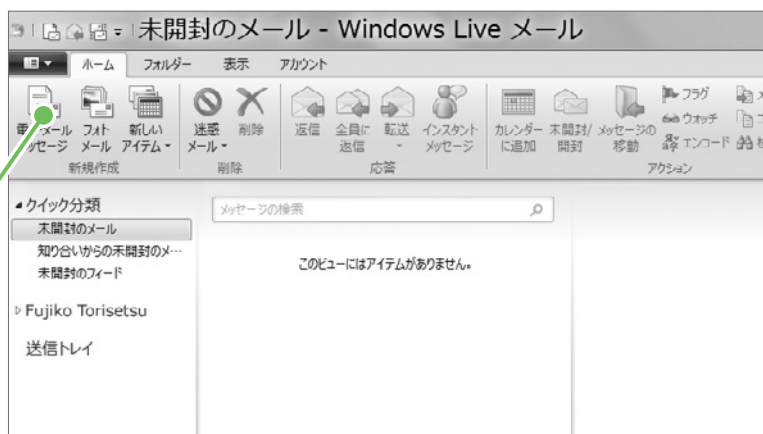 未開封のメール - Windows Live メール
ホーム フォルダー 表示 アカウント
メール フォト 新しい 迷惑 削除 返信 全員に 転送 インスタント カレンダー 未開封/ メッセージの フラグ
メール アイテム メール 返信 メッセージ に追加 開封 移動 ウォッチ
エンコード
新規作成 削除 応答 アクション
クイック分類
未開封のメール
知り合いからの未開封のメ…
未開封のフィード
Fujiko Torisetsu
送信トレイ
メッセージの検索
このビューにはアイテムがありません。